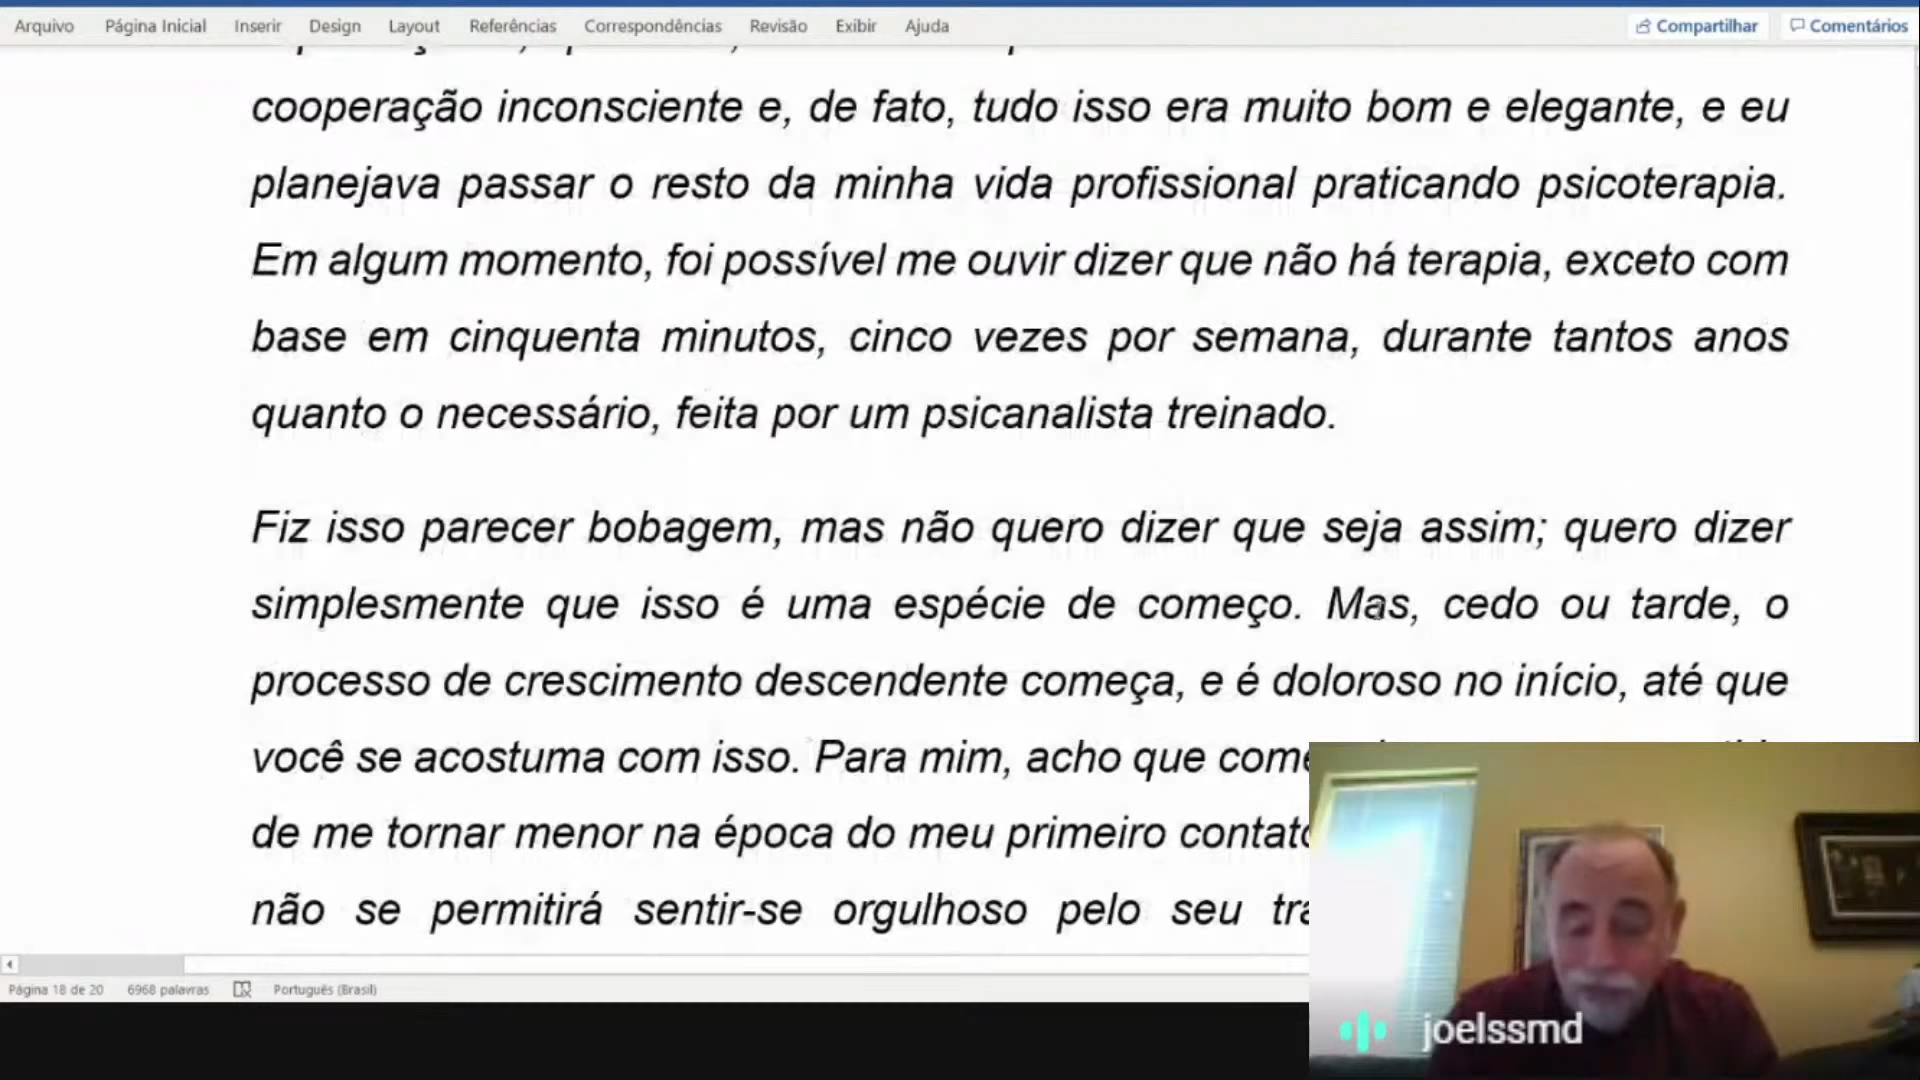 Arquivo Página Inicial Inserir Design Layout Referências Correspondências Revisão Exibir Ajuda Compartilhar Comentários
cooperação inconsciente e, de fato, tudo isso era muito bom e elegante, e eu
planejava passar o resto da minha vida profissional praticando psicoterapia.
Em algum momento, foi possível me ouvir dizer que não há terapia, exceto com
base em cinquenta minutos, cinco vezes por semana, durante tantos anos
quanto o necessário, feita por um psicanalista treinado.
Fiz isso parecer bobagem, mas não quero dizer que seja assim; quero dizer
simplesmente que isso é uma espécie de começo. Mas, cedo ou tarde, o
processo de crescimento descendente começa, e é doloroso no início, até que
você se acostuma com isso. Para mim, acho que
de me tornar menor na época do meu primeiro
não se permitirá sentir-se orgulhoso pelo seu
Página 18 de 20 6968 palavras Português (Brasil)
joelssmd